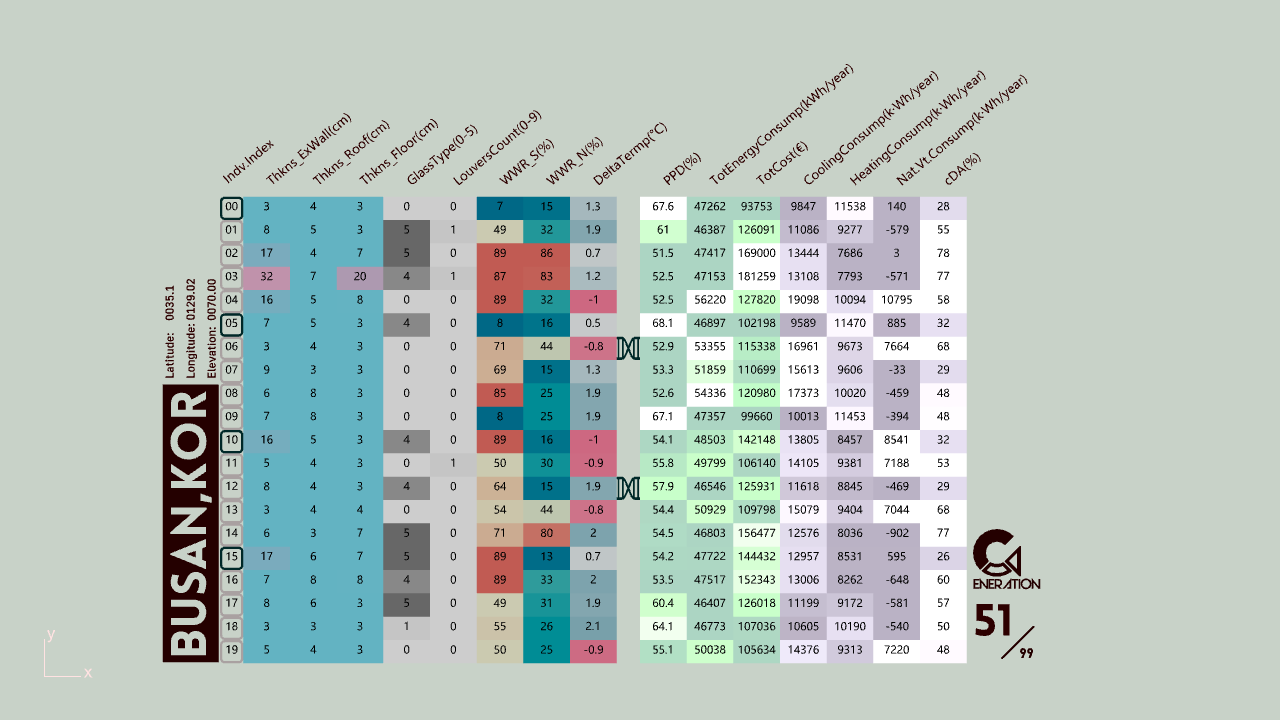 Indv.Index Thkns_ExWall(cm) Thkns_Roof(cm) Thkns_Floor(cm) GlassType(0-5) LouversCount(0-9) WWR_S(%) WWR_N(%) DeltaTermp(°C) PPD(%) TotEnergyConsump(kWh/year) TotCost(€) CoolingConsump(k·Wh/year) HeatingConsump(k·Wh/year) Nat.Vt.Consump(k·Wh/year) cDA(%)
00 3 4 3 0 0 7 15 1.3 67.6 47262 93753 9847 11538 140 28
01 8 5 3 5 1 49 32 1.9 61 46387 126091 11086 9277 -579 55
02 17 4 7 5 0 89 86 0.7 51.5 47417 169000 13444 7686 3 78
03 32 7 20 4 1 87 83 1.2 52.5 47153 181259 13108 7793 -571 77
04 16 5 8 0 0 89 32 -1 52.5 56220 127820 19098 10094 10795 58
05 7 5 3 4 0 8 16 0.5 68.1 46897 102198 9589 11470 885 32
06 3 4 3 0 0 71 44 -0.8 52.9 53355 115338 16961 9673 7664 68
07 9 3 3 0 0 69 15 1.3 53.3 51859 110699 15613 9606 -33 29
08 6 8 3 0 0 85 25 1.9 52.6 54336 120980 17373 10020 -459 48
09 7 8 3 0 0 8 25 1.9 67.1 47357 99660 10013 11453 -394 48
10 16 5 3 4 0 89 16 -1 54.1 48503 142148 13805 8457 8541 32
11 5 4 3 0 1 50 30 -0.9 55.8 49799 106140 14105 9381 7188 53
12 8 4 3 4 0 64 15 1.9 57.9 46546 125931 11618 8845 -469 29
13 3 4 4 0 0 54 44 -0.8 54.4 50929 109798 15079 9404 7044 68
14 6 3 7 5 0 71 80 2 54.5 46803 156477 12576 8036 -902 77
15 17 6 7 5 0 89 13 0.7 54.2 47722 144432 12957 8531 595 26
16 7 8 8 4 0 89 33 2 53.5 47517 152343 13006 8262 -648 60
17 8 6 3 5 0 49 31 1.9 60.4 46407 126018 11199 9172 -581 57
18 3 3 3 1 0 55 26 2.1 64.1 46773 107036 10605 10190 -540 50
19 5 4 3 0 0 50 25 -0.9 55.1 50038 105634 14376 9313 7220 48
BUSAN,KOR
Latitude: 0035.1
Longitude: 0129.02
Elevation: 0070.00
G
ENERATION
51/99
y
x